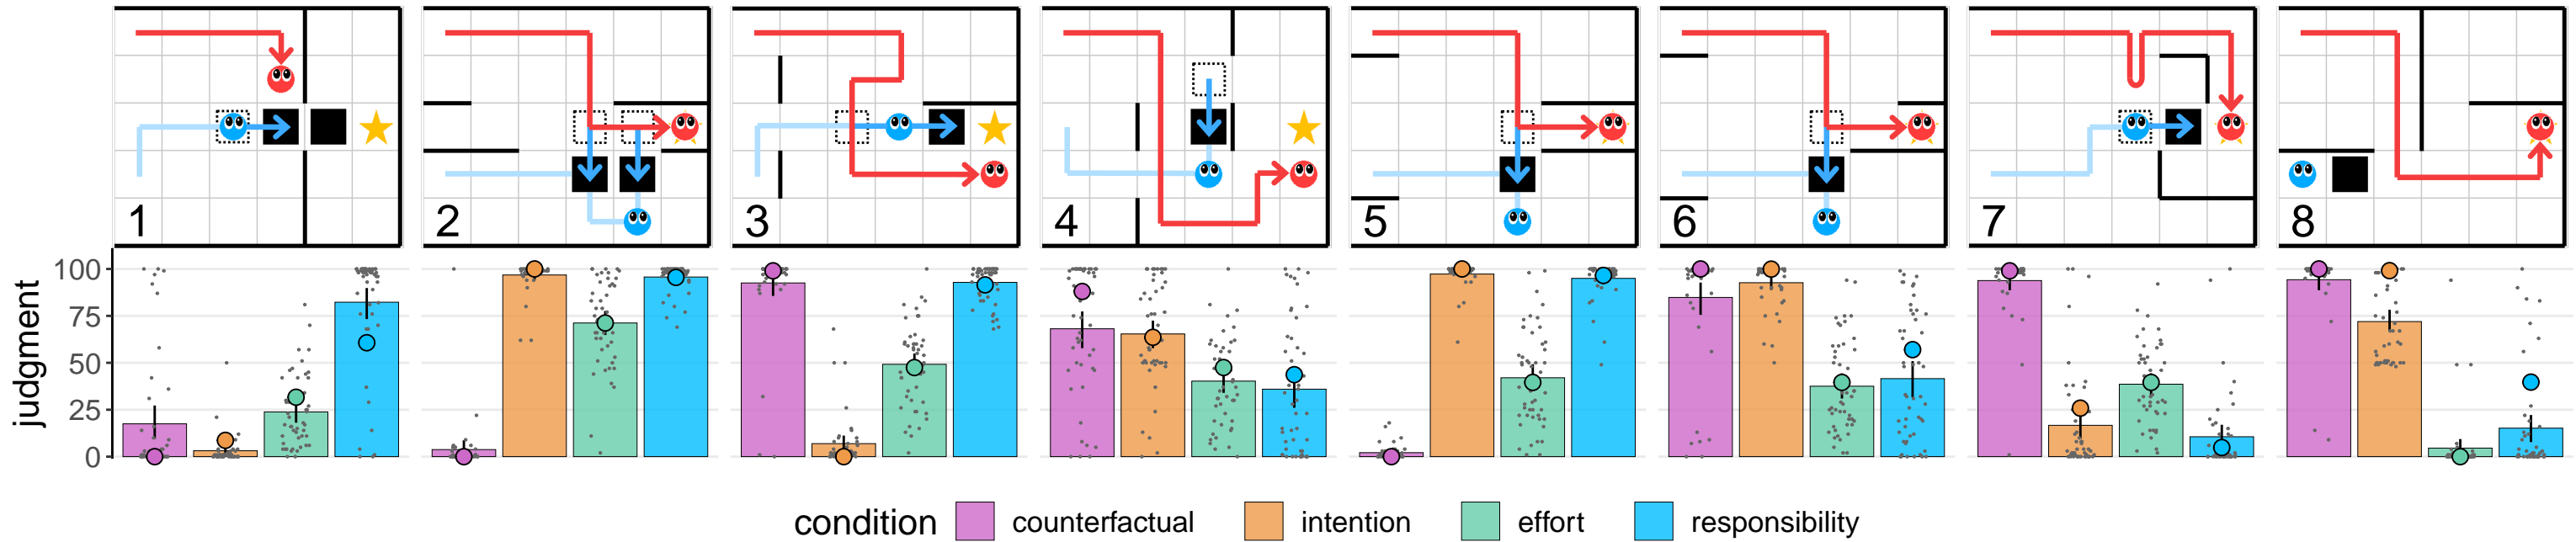 1 2 3 4 5 6 7 8
100
75
50
25
0
judgment
condition counterfactual intention effort responsibility